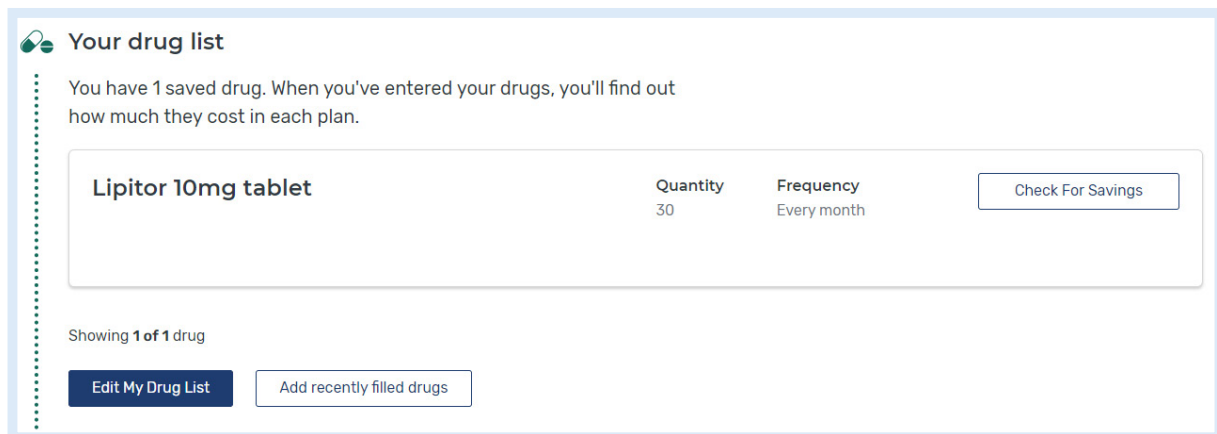 Your drug list
You have 1 saved drug. When you've entered your drugs, you'll find out
how much they cost in each plan.
Lipitor 10mg tablet
Quantity
30
Frequency
Every month
Check For Savings
Showing 1 of 1 drug
Edit My Drug List
Add recently filled drugs